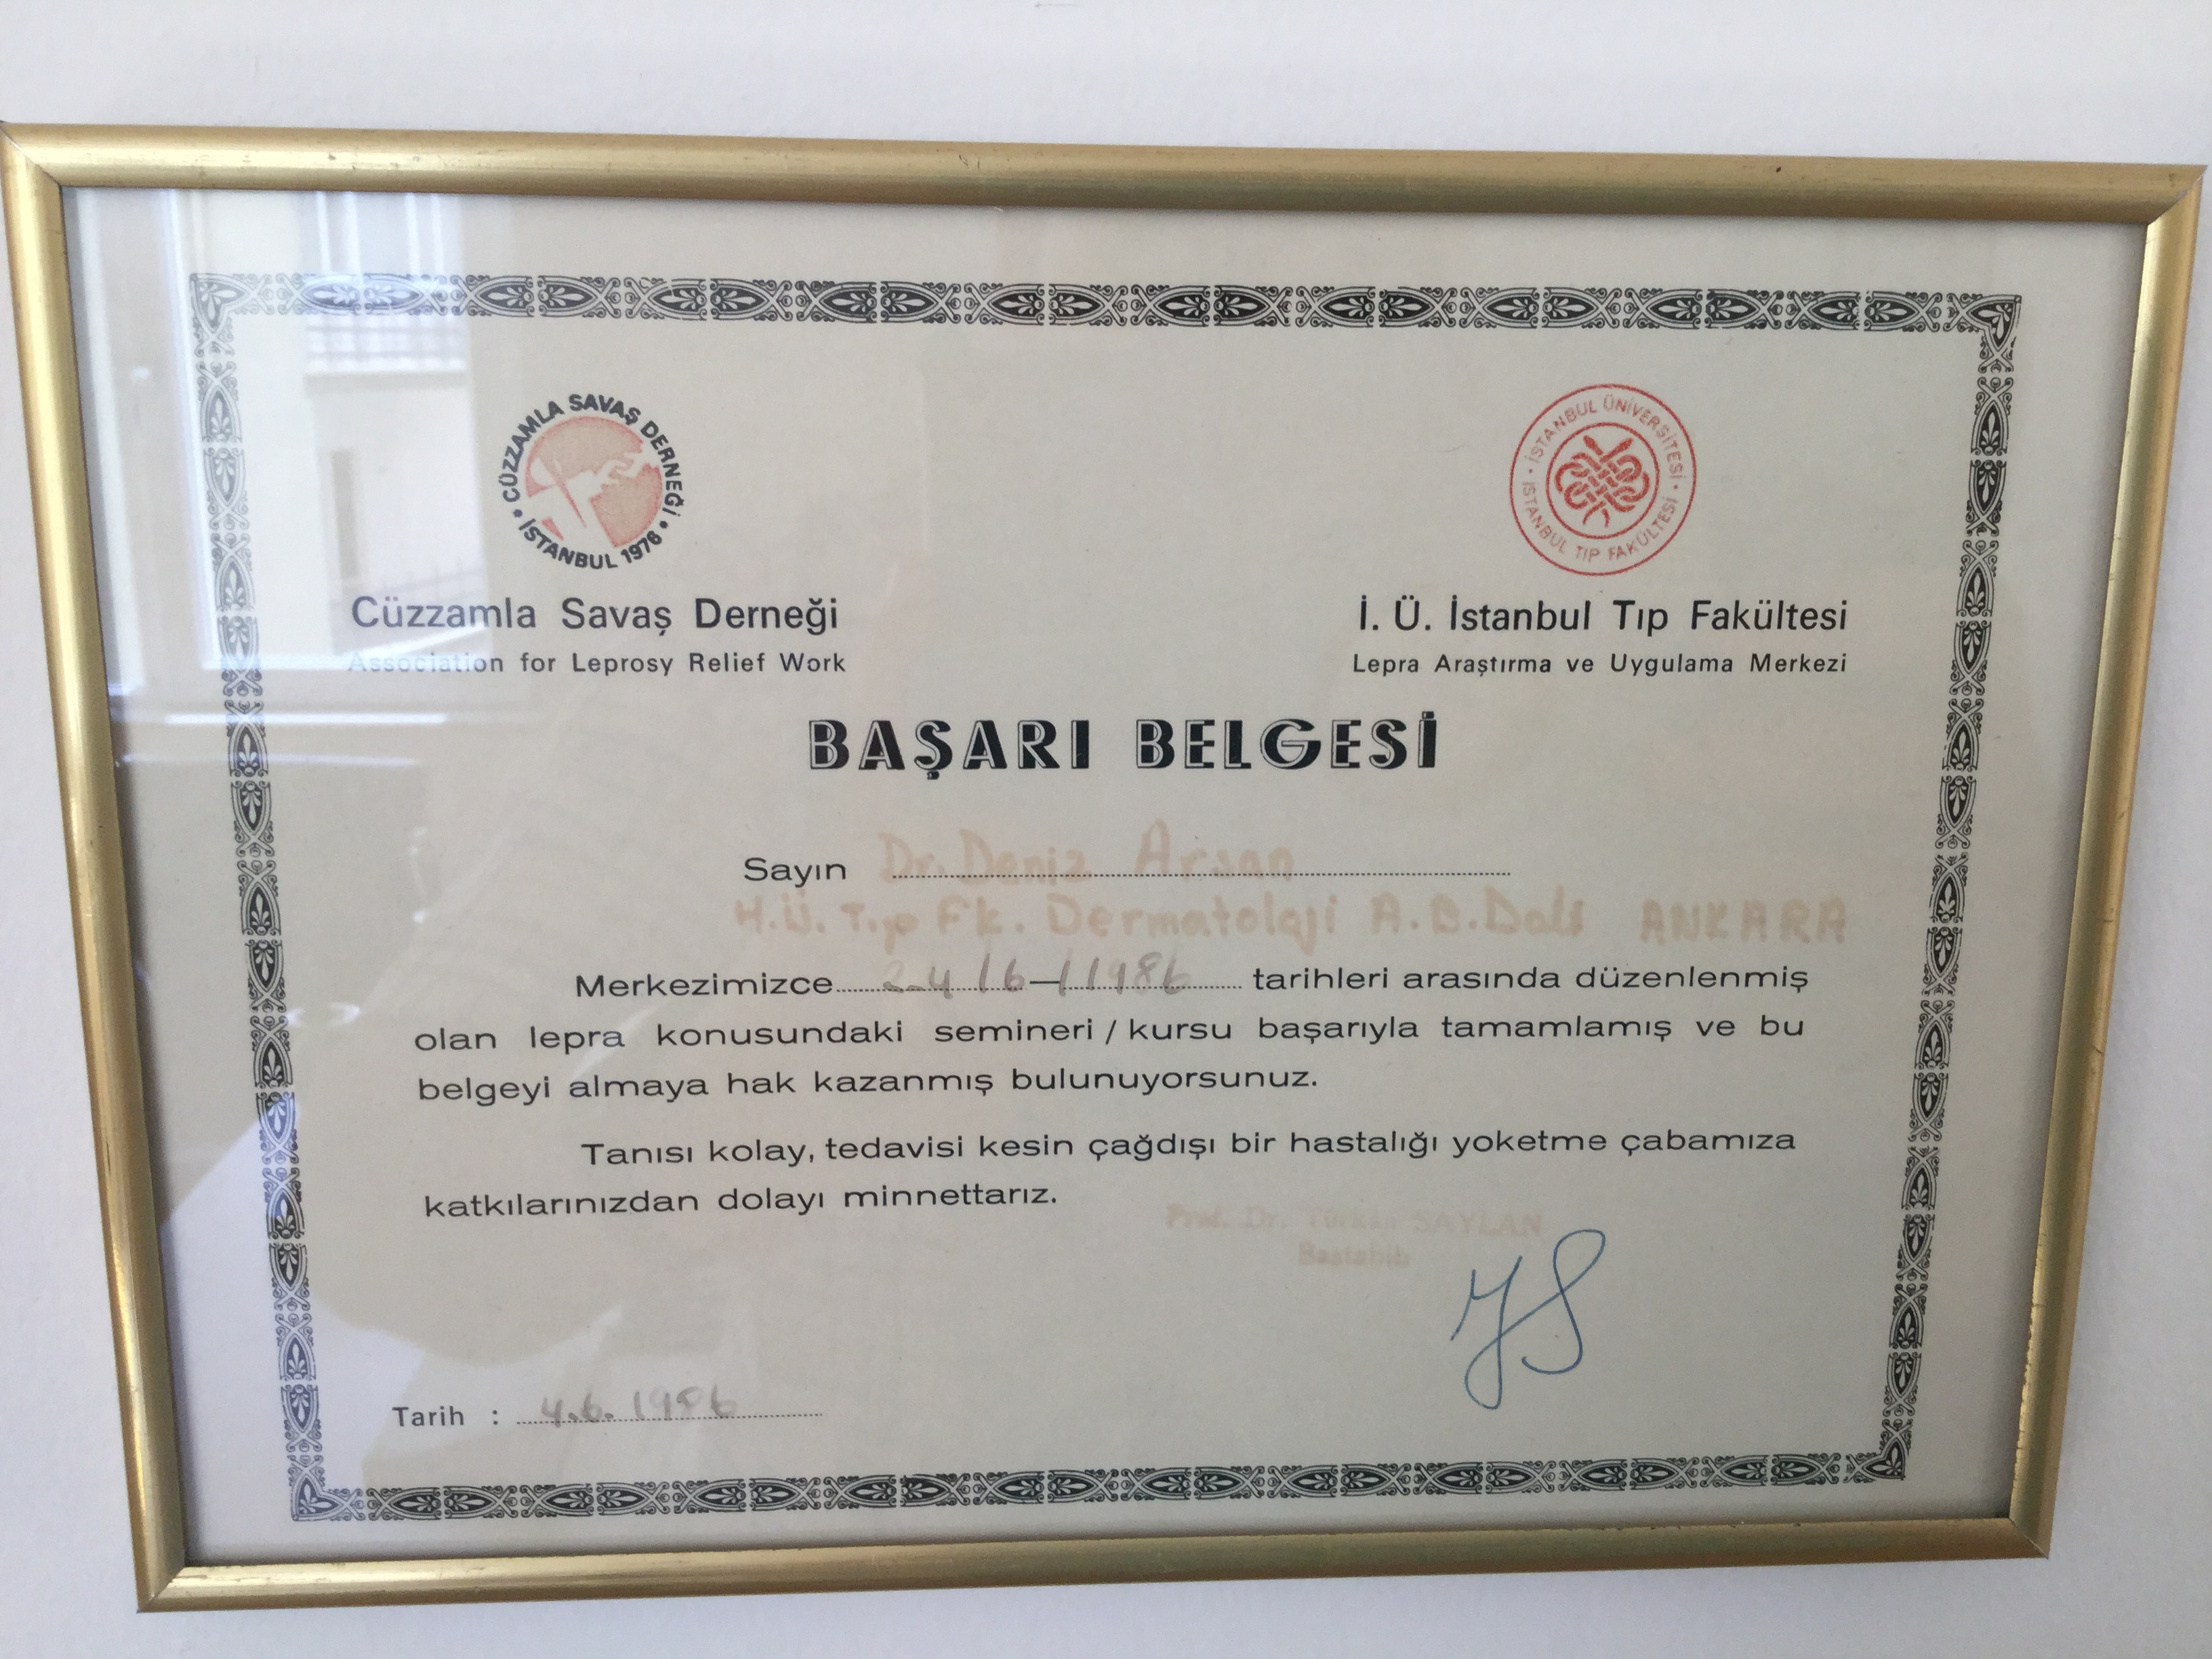 CÜZZAMLA SAVAŞ DERNEĞİ • İSTANBUL 1976 •
İSTANBUL ÜNİVERSİTESİ • İSTANBUL TIP FAKÜLTESİ •
Cüzzamla Savaş Derneği
Association for Leprosy Relief Work
İ. Ü. İstanbul Tıp Fakültesi
Lepra Araştırma ve Uygulama Merkezi
BAŞARI BELGESİ
Sayın Dr. Deniz Arsan
H.Ü. Tıp Fk. Dermatoloji A.B.Dalı ANKARA
Merkezimizce 2-4/6-/1986 tarihleri arasında düzenlenmiş
olan lepra konusundaki semineri / kursu başarıyla tamamlamış ve bu
belgeyi almaya hak kazanmış bulunuyorsunuz.
Tanısı kolay, tedavisi kesin çağdışı bir hastalığı yoketme çabamıza
katkılarınızdan dolayı minnettarız.
Prof. Dr. Türkan SAYLAN
Baştabib
Tarih : 4.6.1986